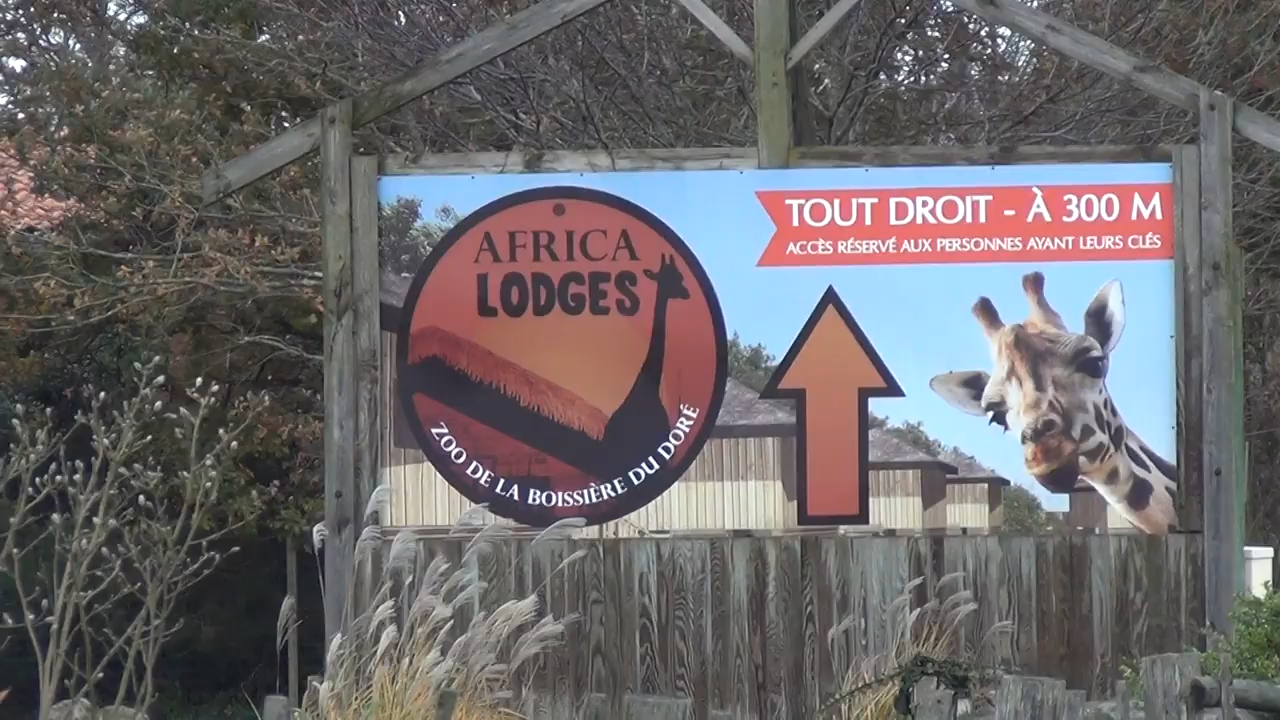 AFRICA
LODGES
ZOO DE LA BOISSIÈRE DU DORÉ
TOUT DROIT - À 300 M
ACCÈS RÉSERVÉ AUX PERSONNES AYANT LEURS CLÉS